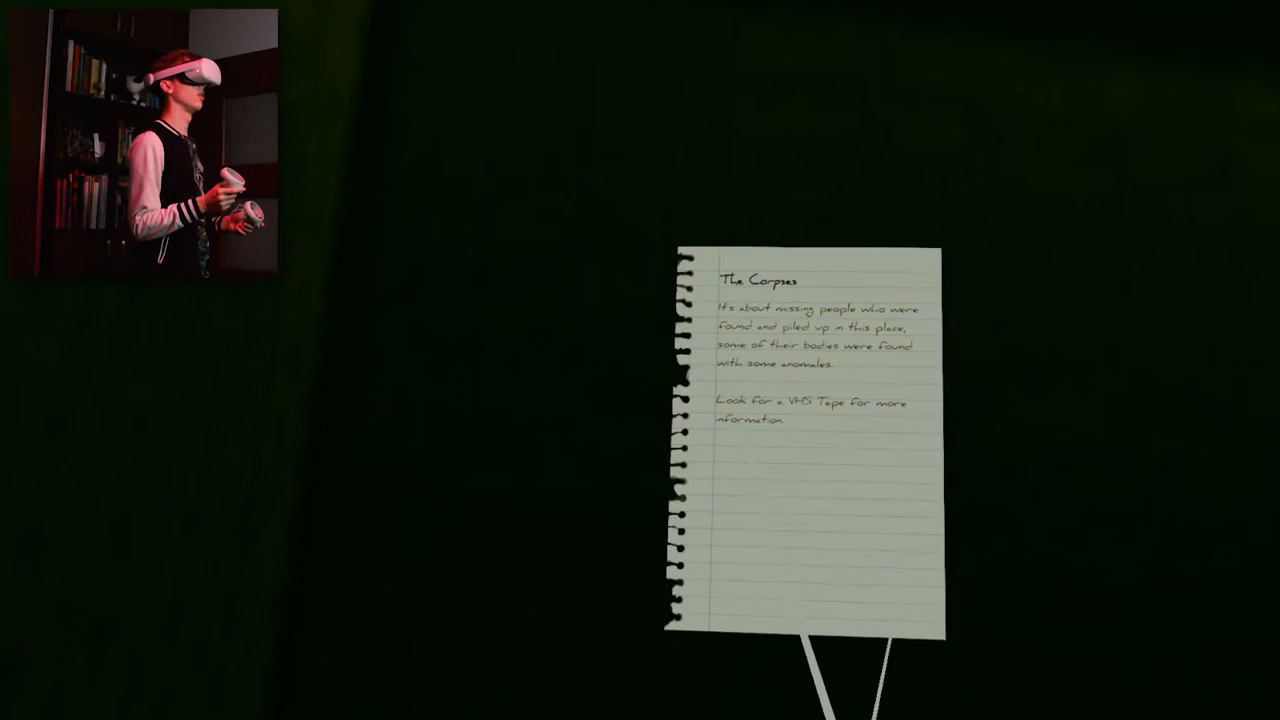 The Corpses
It's about missing people who were
found and piled up in this place,
some of their bodies were found
with some anomales.
Look for a VHS Tape for more
information